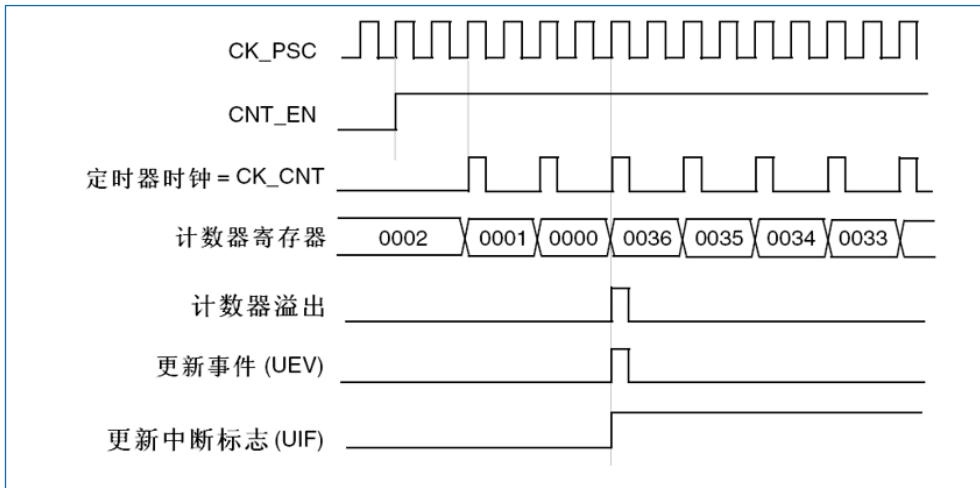 CK_PSC
CNT_EN
定时器时钟 = CK_CNT
计数器寄存器 0002 0001 0000 0036 0035 0034 0033
计数器溢出
更新事件 (UEV)
更新中断标志 (UIF)